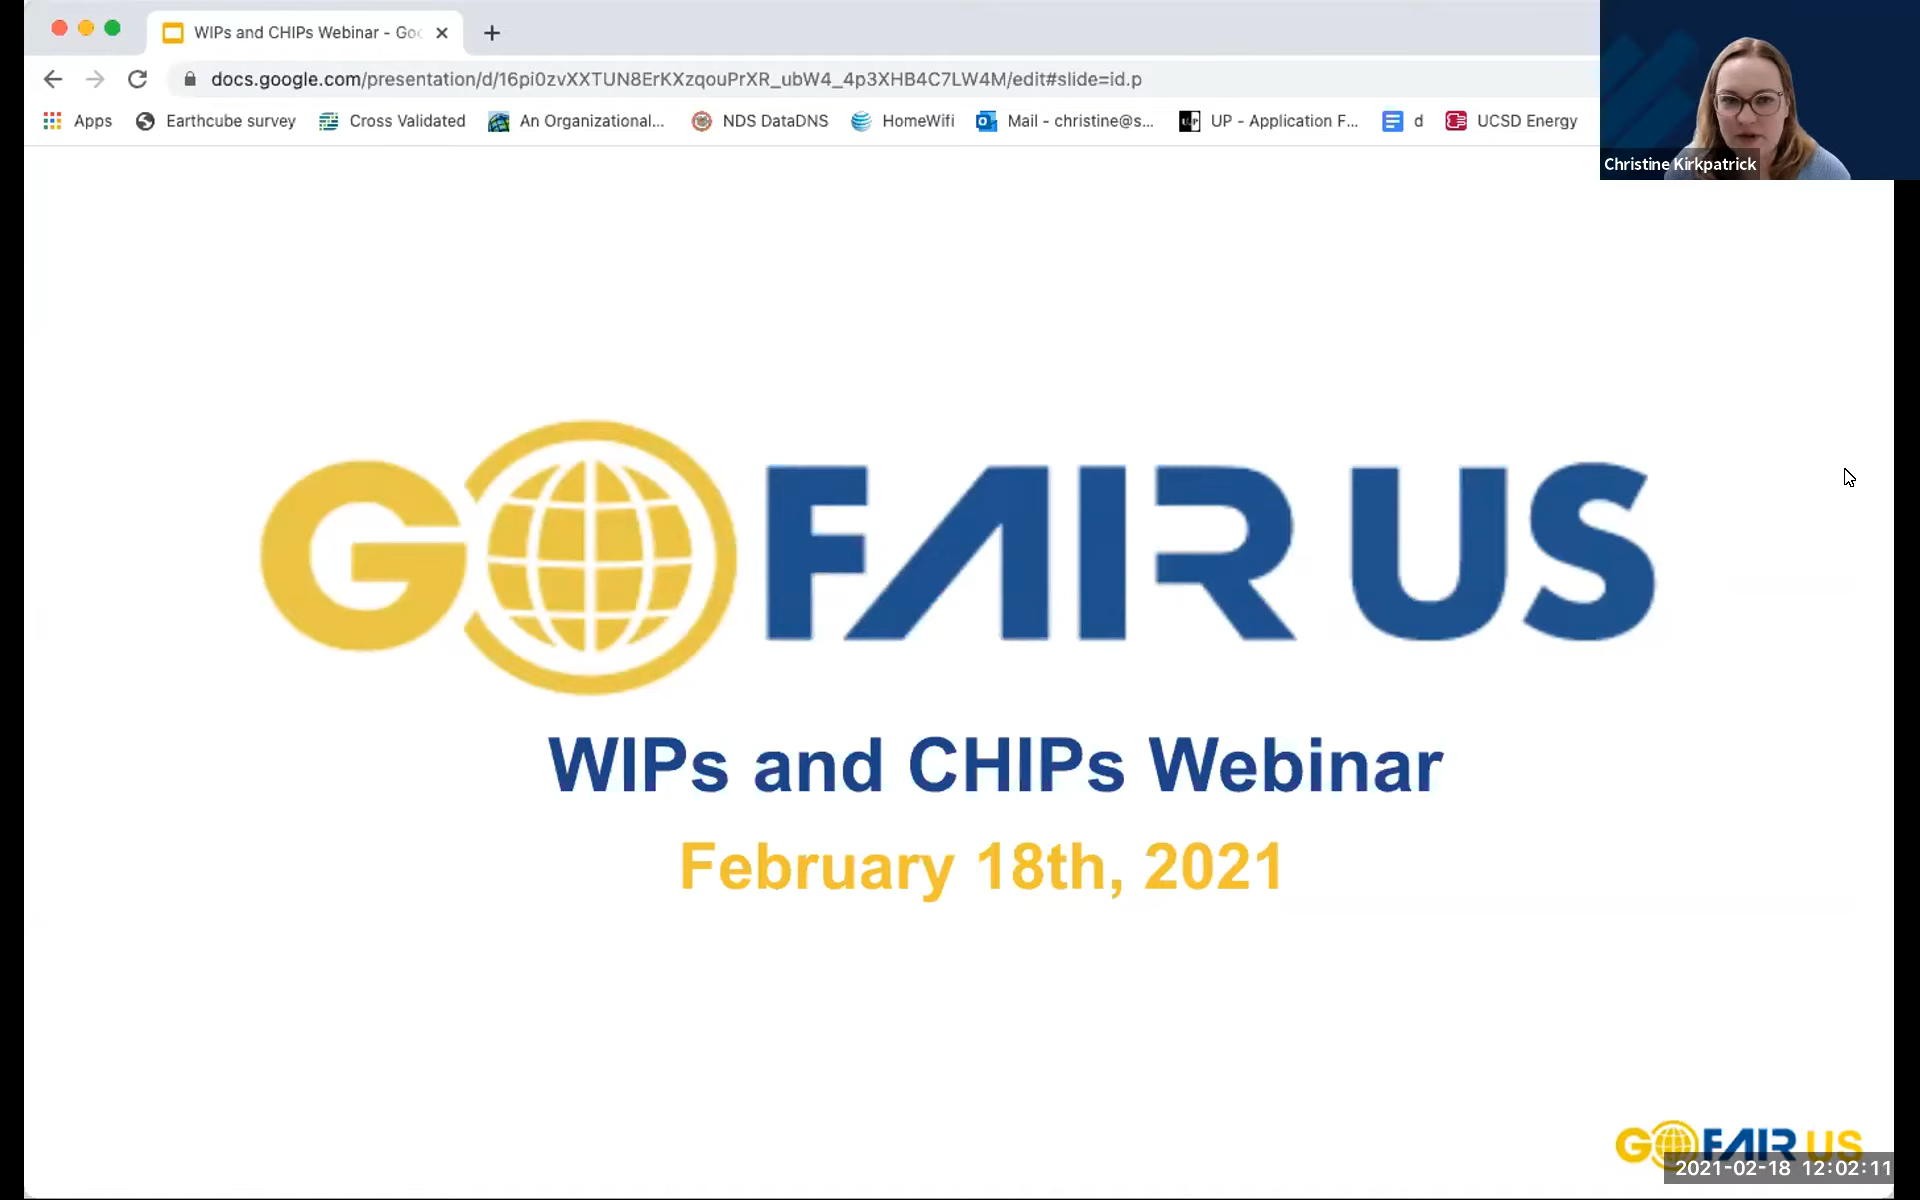 WIPs and CHIPs Webinar - Goo
docs.google.com/presentation/d/16pi0zvXXTUN8ErKXzqouPrXR_ubW4_4p3XHB4C7LW4M/edit#slide=id.p
Apps Earthcube survey Cross Validated An Organizational... NDS DataDNS HomeWifi Mail - christine@s... UP - Application F... d UCSD Energy
Christine Kirkpatrick
GO FAIR US
WIPs and CHIPs Webinar
February 18th, 2021
GO FAIR US
2021-02-18 12:02:11